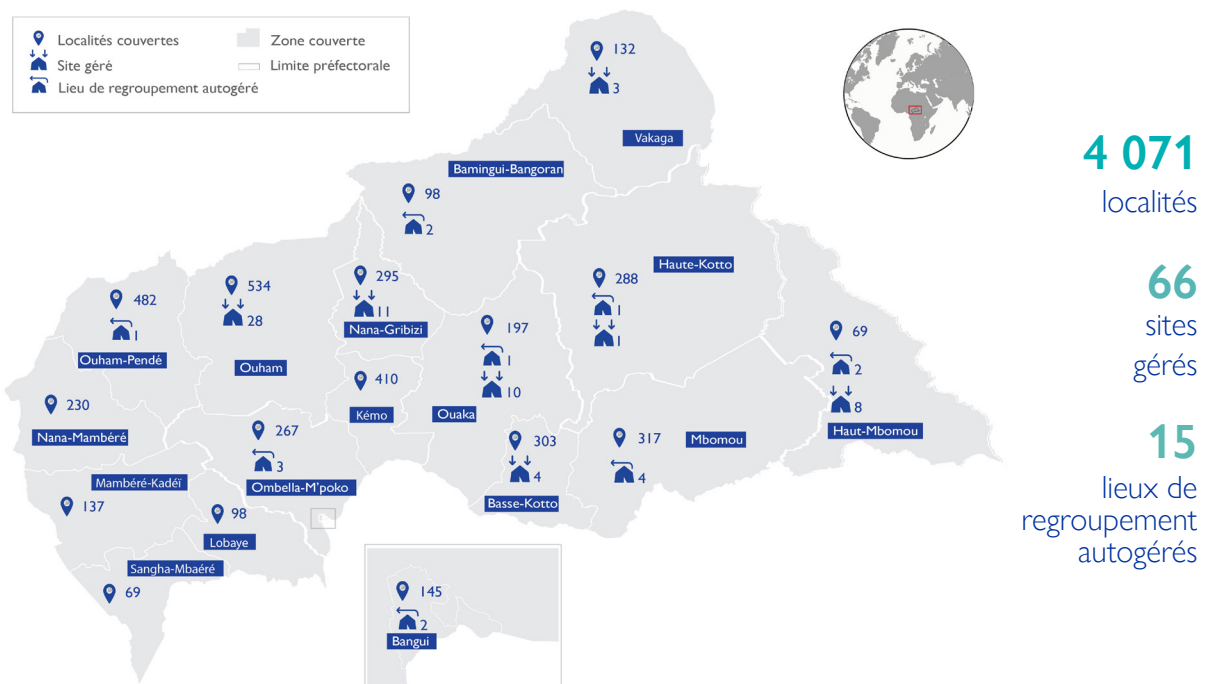 Localités couvertes
Site géré
Lieu de regroupement autogéré
Zone couverte
Limite préfectorale
132
3
Vakaga
Bamingui-Bangoran
98
2
Haute-Kotto
288
1
1
482
1
Ouham-Pendé
534
28
Ouham
295
11
Nana-Gribizi
197
1
10
Ouaka
69
2
8
Haut-Mbomou
230
Nana-Mambéré
410
Kémo
267
3
Ombella-M'poko
303
4
Basse-Kotto
317
4
Mbomou
Mambéré-Kadéï
137
98
Lobaye
Sangha-Mbaéré
69
145
2
Bangui
4 071
localités
66
sites
gérés
15
lieux de
regroupement
autogérés